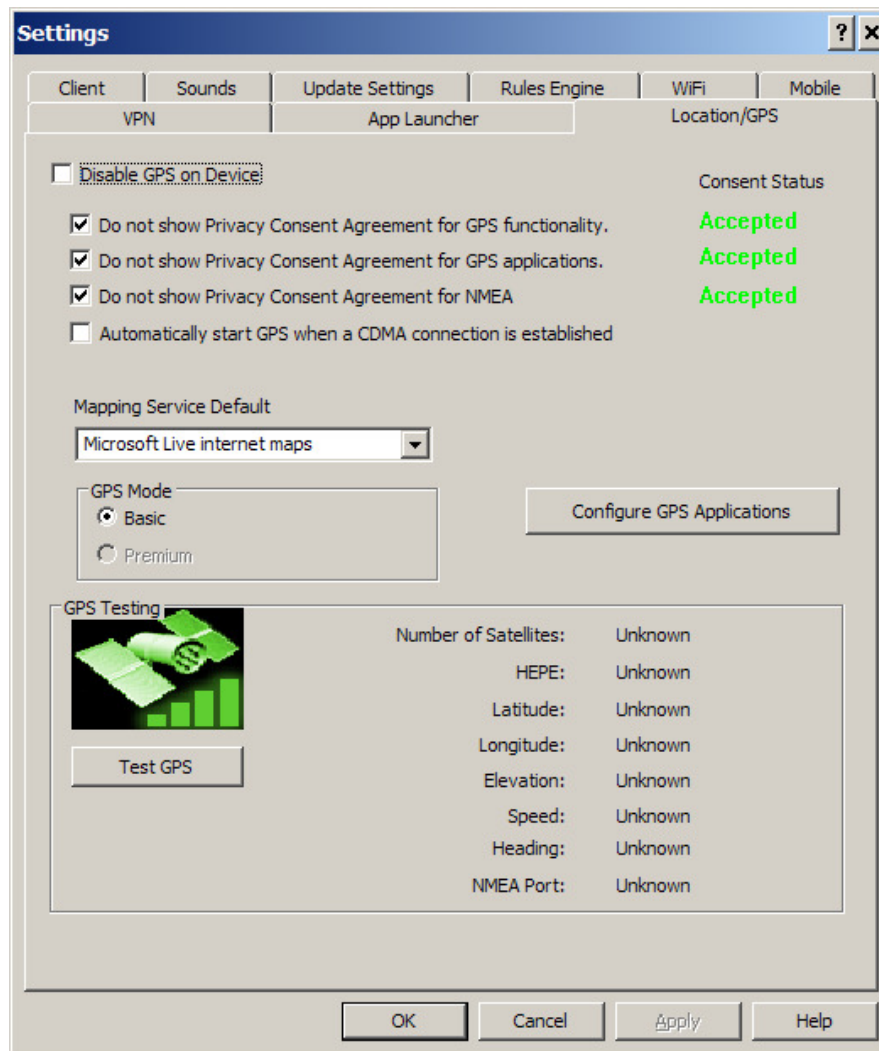 Settings
Client Sounds Update Settings Rules Engine WiFi Mobile
VPN App Launcher Location/GPS
Disable GPS on Device
Consent Status
Do not show Privacy Consent Agreement for GPS functionality. Accepted
Do not show Privacy Consent Agreement for GPS applications. Accepted
Do not show Privacy Consent Agreement for NMEA Accepted
Automatically start GPS when a CDMA connection is established
Mapping Service Default
Microsoft Live internet maps
GPS Mode
Basic
Configure GPS Applications
Premium
GPS Testing
Number of Satellites: Unknown
HEPE: Unknown
Latitude: Unknown
Longitude: Unknown
Test GPS
Elevation: Unknown
Speed: Unknown
Heading: Unknown
NMEA Port: Unknown
OK Cancel Apply Help